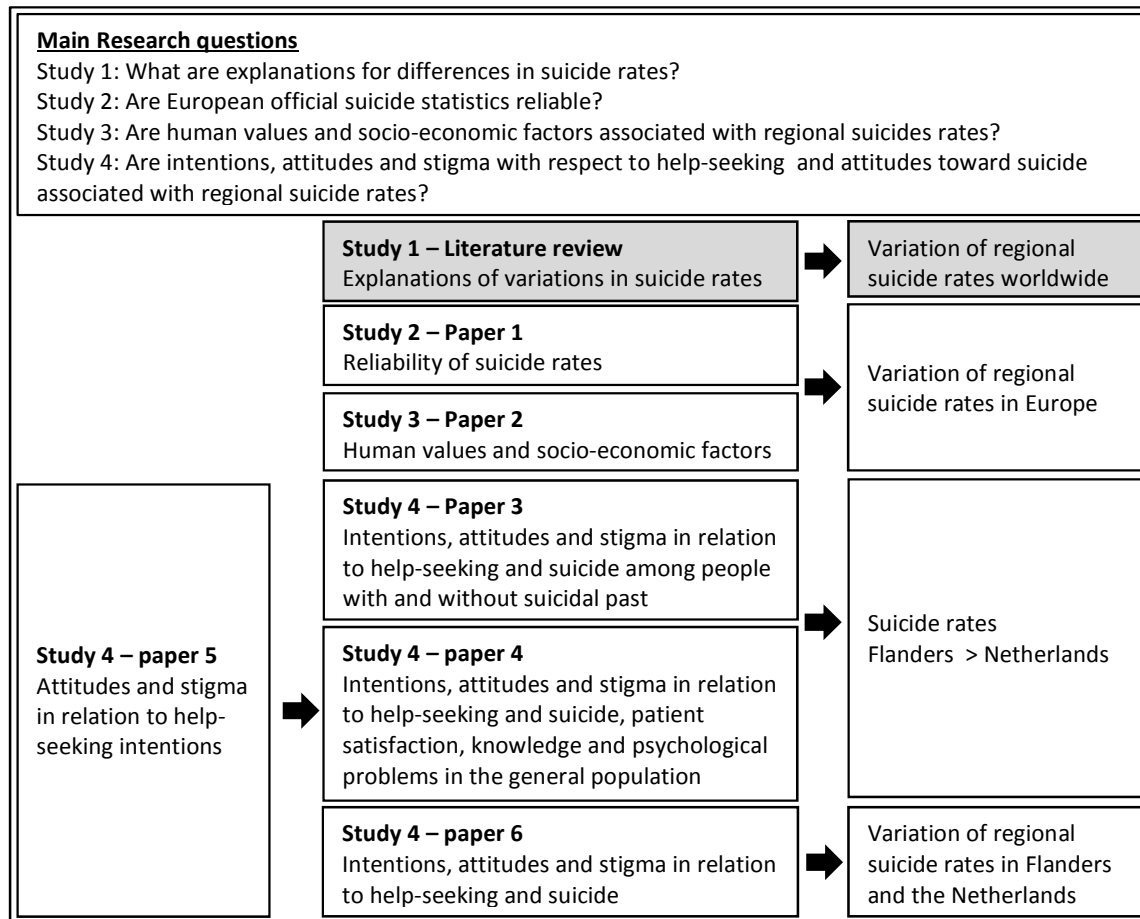 Main Research questions
Study 1: What are explanations for differences in suicide rates?
Study 2: Are European official suicide statistics reliable?
Study 3: Are human values and socio-economic factors associated with regional suicides rates?
Study 4: Are intentions, attitudes and stigma with respect to help-seeking and attitudes toward suicide
associated with regional suicide rates?
Study 1 – Literature review
Explanations of variations in suicide rates
Variation of regional
suicide rates worldwide
Study 2 – Paper 1
Reliability of suicide rates
Study 3 – Paper 2
Human values and socio-economic factors
Variation of regional
suicide rates in Europe
Study 4 – paper 5
Attitudes and stigma
in relation to help-
seeking intentions
Study 4 – Paper 3
Intentions, attitudes and stigma in relation
to help-seeking and suicide among people
with and without suicidal past
Study 4 – paper 4
Intentions, attitudes and stigma in relation
to help-seeking and suicide, patient
satisfaction, knowledge and psychological
problems in the general population
Suicide rates
Flanders > Netherlands
Study 4 – paper 6
Intentions, attitudes and stigma in relation
to help-seeking and suicide
Variation of regional
suicide rates in Flanders
and the Netherlands